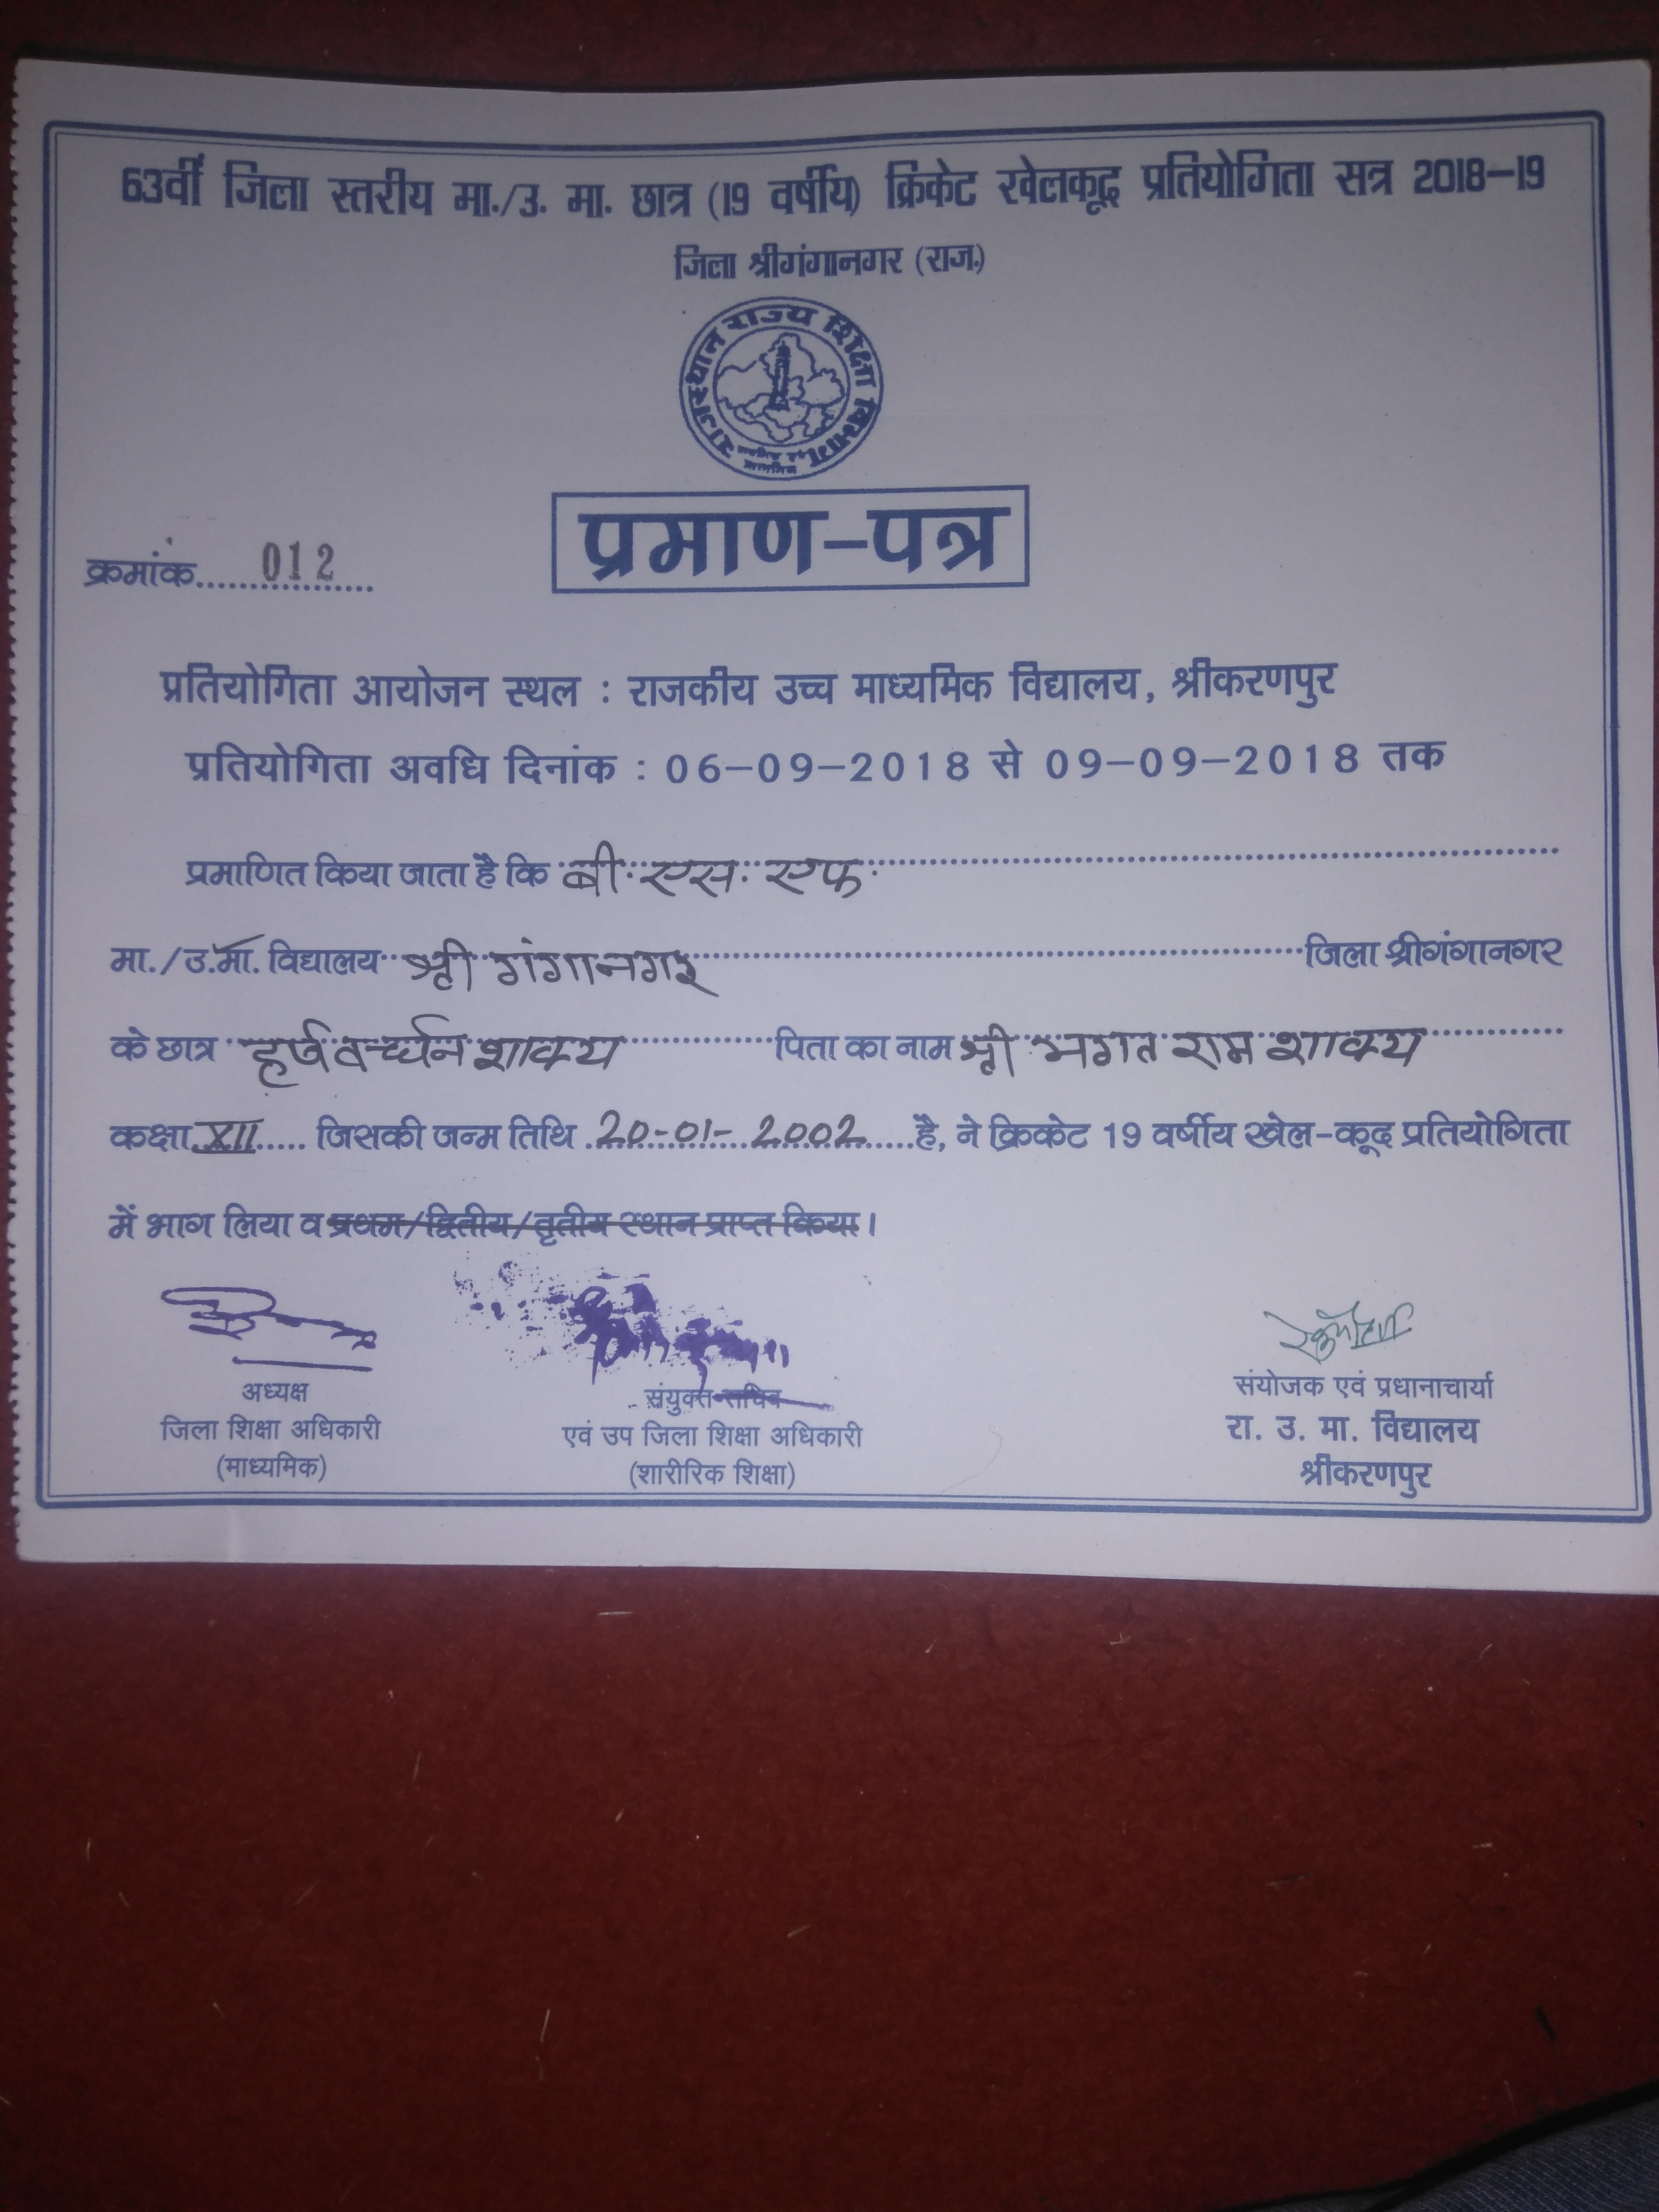 63वीं जिला स्तरीय मा./उ. मा. छात्र (19 वर्षीय) क्रिकेट खेलकूद प्रतियोगिता सत्र 2018-19
जिला श्रीगंगानगर (राज.)
राजस्थान राज्य शिक्षा विभाग
प्रमाण-पत्र
क्रमांक......012......
प्रतियोगिता आयोजन स्थल : राजकीय उच्च माध्यमिक विद्यालय, श्रीकरणपुर
प्रतियोगिता अवधि दिनांक : 06-09-2018 से 09-09-2018 तक
प्रमाणित किया जाता है कि बी. एस. एफ.
मा./उ.मा. विद्यालय श्री गंगानगर जिला श्रीगंगानगर
के छात्र हर्षवर्धन शाक्य पिता का नाम श्री भगत राम शाक्य
कक्षा XII जिसकी जन्म तिथि 20-01-2002 है, ने क्रिकेट 19 वर्षीय खेल-कूद प्रतियोगिता
में भाग लिया व प्रथम/द्वितीय/तृतीय स्थान प्राप्त किया।
अध्यक्ष
जिला शिक्षा अधिकारी
(माध्यमिक)
संयुक्त सचिव
एवं उप जिला शिक्षा अधिकारी
(शारीरिक शिक्षा)
संयोजक एवं प्रधानाचार्या
रा. उ. मा. विद्यालय
श्रीकरणपुर